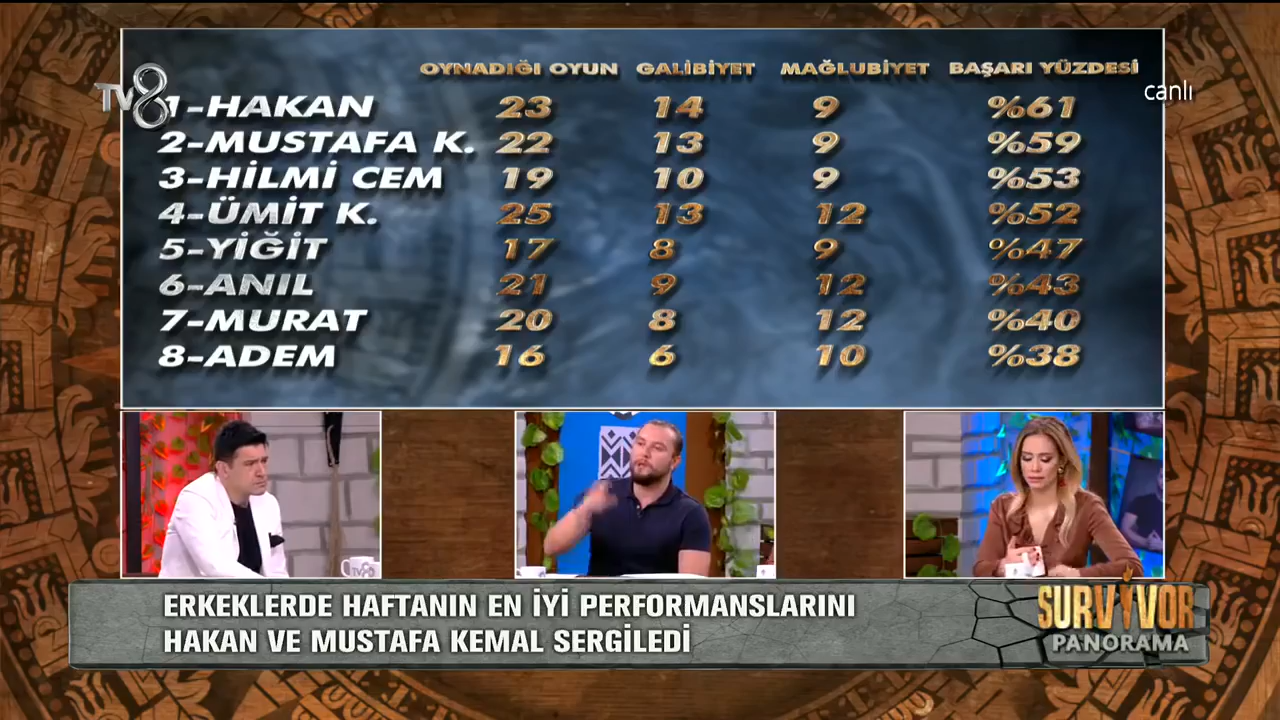 OYNADIĞI OYUN GALİBİYET MAĞLUBİYET BAŞARI YÜZDESİ
TV8
canlı
1-HAKAN 23 14 9 %61
2-MUSTAFA K. 22 13 9 %59
3-HİLMİ CEM 19 10 9 %53
4-ÜMİT K. 25 13 12 %52
5-YİĞİT 17 8 9 %47
6-ANIL 21 9 12 %43
7-MURAT 20 8 12 %40
8-ADEM 16 6 10 %38
TV8
ERKEKLERDE HAFTANIN EN İYİ PERFORMANSLARINI
HAKAN VE MUSTAFA KEMAL SERGİLEDİ
SURVIVOR
PANORAMA